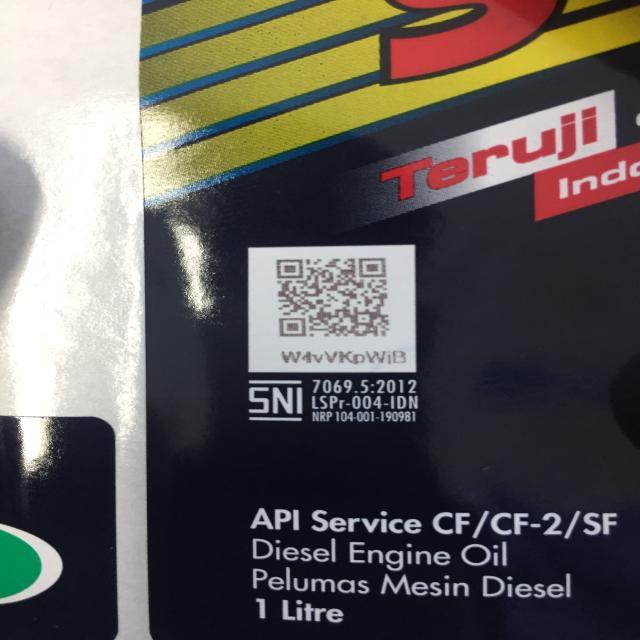 Teruji
W4vVKpWiB
SNI
7069.5:2012
LSPr-004-IDN
NRP 104-001-190981
API Service CF/CF-2/SF
Diesel Engine Oil
Pelumas Mesin Diesel
1 Litre